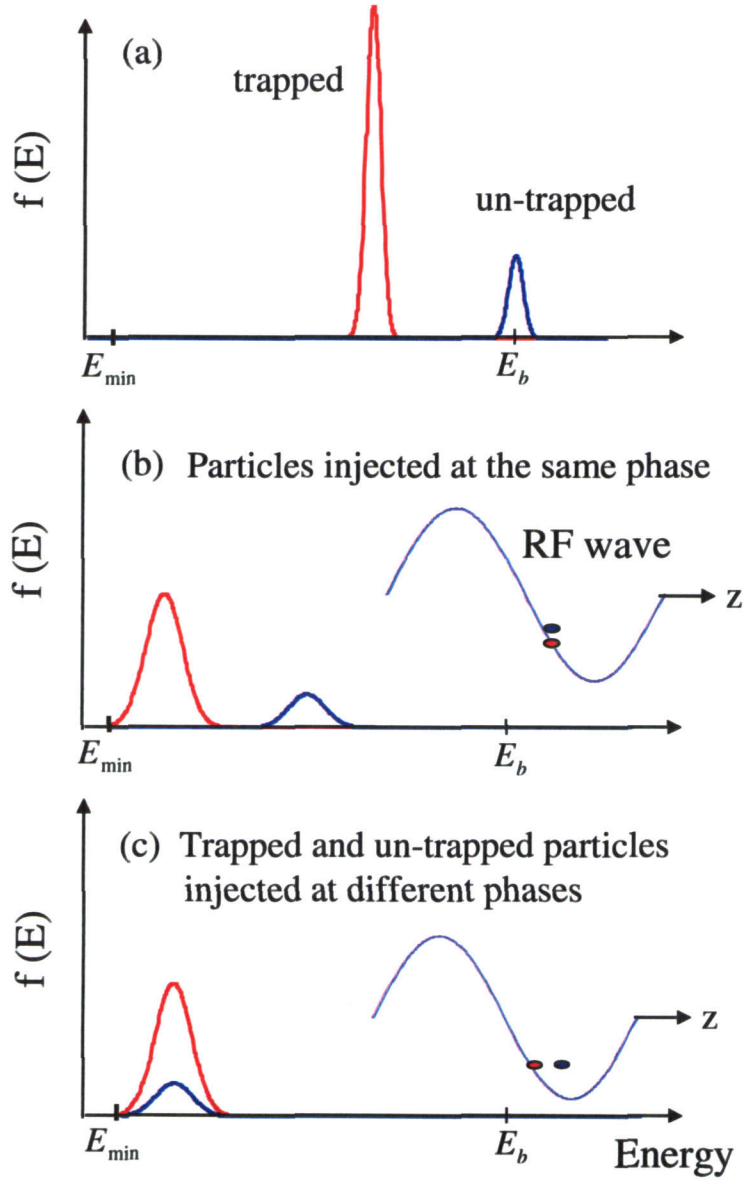 (a)
trapped
un-trapped
f (E)
E_min
E_b
(b) Particles injected at the same phase
RF wave
f (E)
z
E_min
E_b
(c) Trapped and un-trapped particles
injected at different phases
f (E)
z
E_min
E_b
Energy